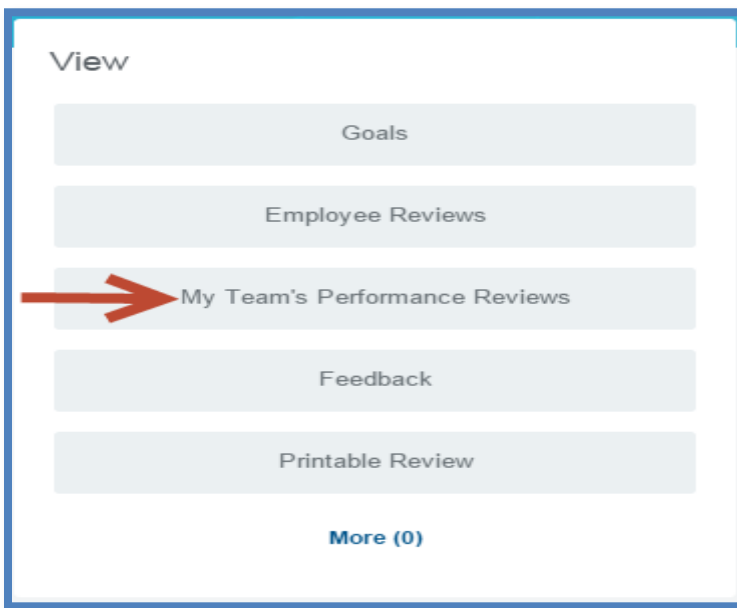 View
Goals
Employee Reviews
My Team's Performance Reviews
Feedback
Printable Review
More (0)